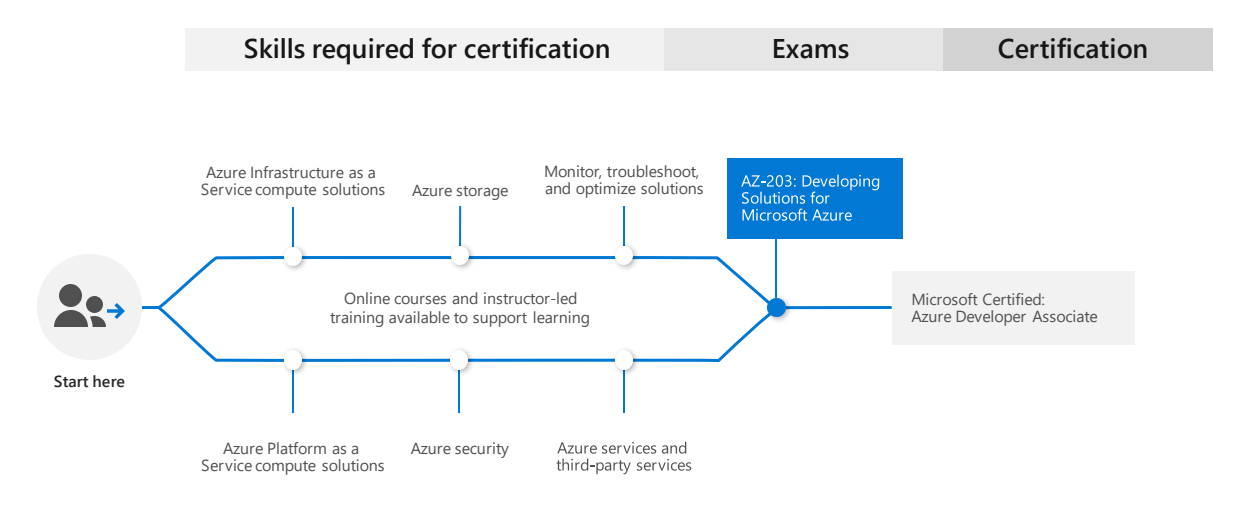 Skills required for certification
Exams
Certification
Azure Infrastructure as a
Service compute solutions
Azure storage
Monitor, troubleshoot,
and optimize solutions
AZ-203: Developing
Solutions for
Microsoft Azure
Online courses and instructor-led
training available to support learning
Microsoft Certified:
Azure Developer Associate
Start here
Azure Platform as a
Service compute solutions
Azure security
Azure services and
third-party services